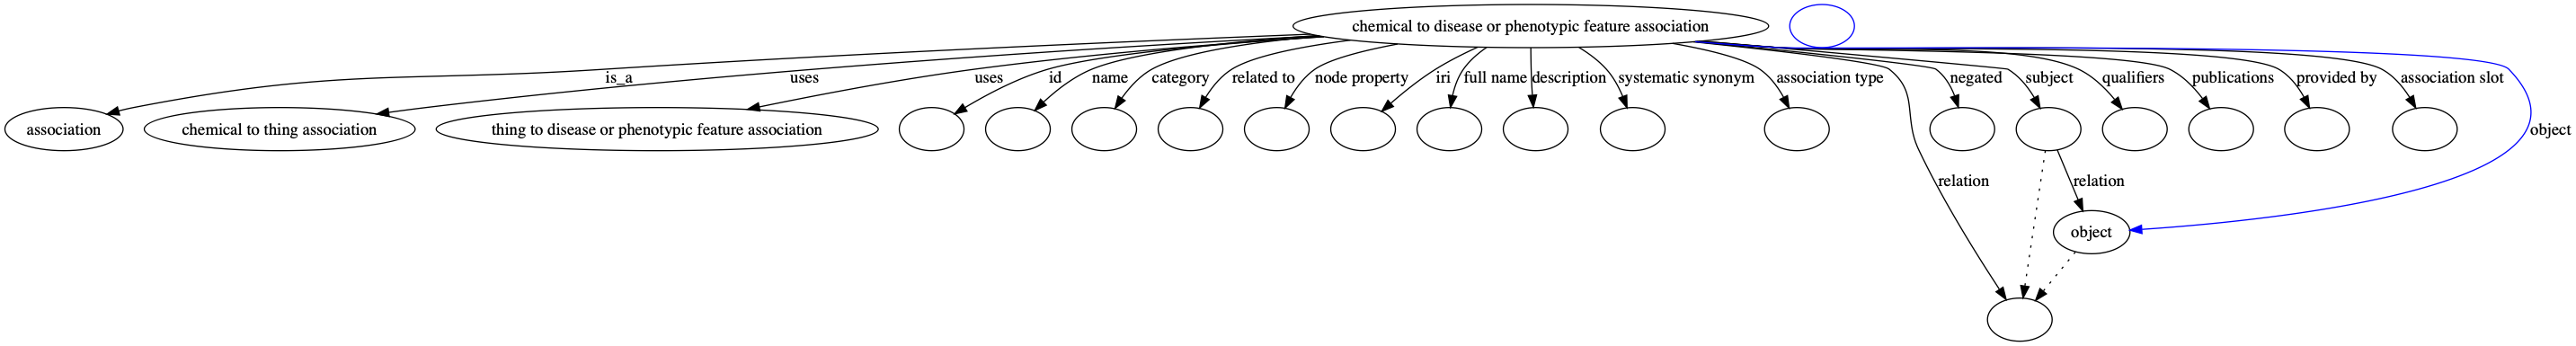 chemical to disease or phenotypic feature association
is_a
uses
uses
id
name
category
related to
node property
iri
full name
description
systematic synonym
association type
negated
subject
qualifiers
publications
provided by
association slot
association
chemical to thing association
thing to disease or phenotypic feature association
object
relation
relation
object